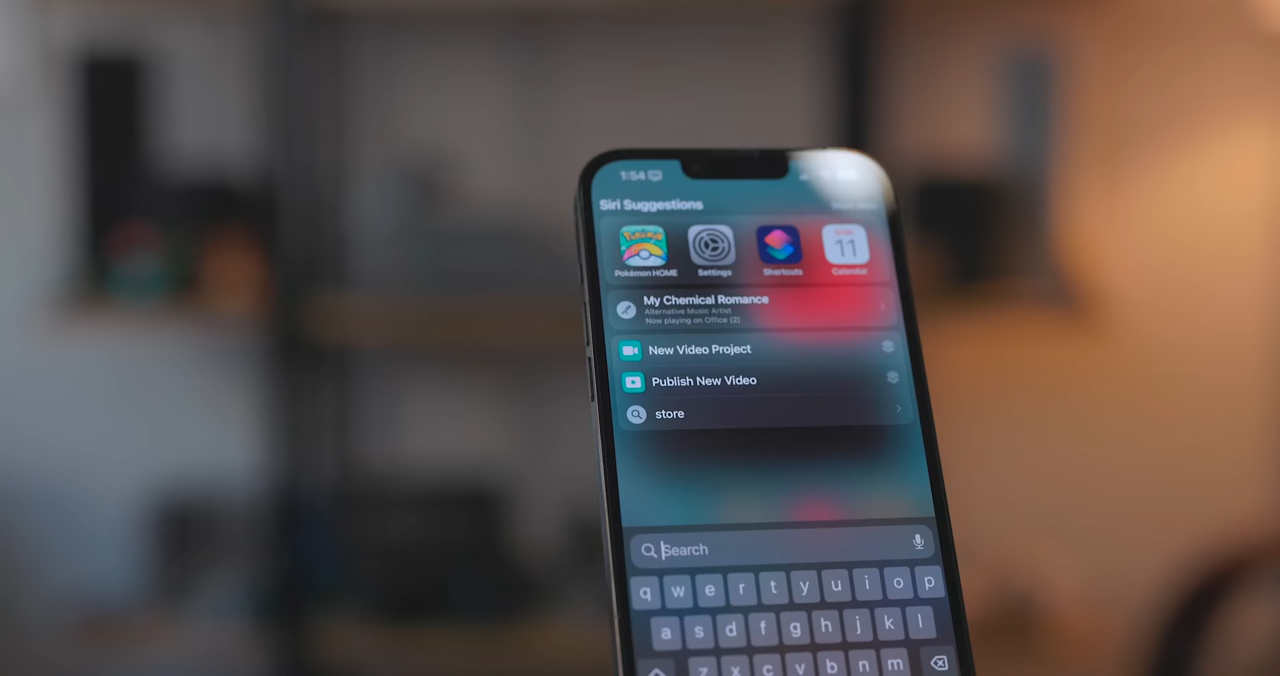 1:54
Siri Suggestions
Pokémon HOME
Settings
Shortcuts
SUN
11
Calendar
My Chemical Romance
Alternative Music Artist
Now playing on Office (2)
New Video Project
Publish New Video
store
Search
q w e r t y u i o p
a s d f g h j k l
z x c v b n m